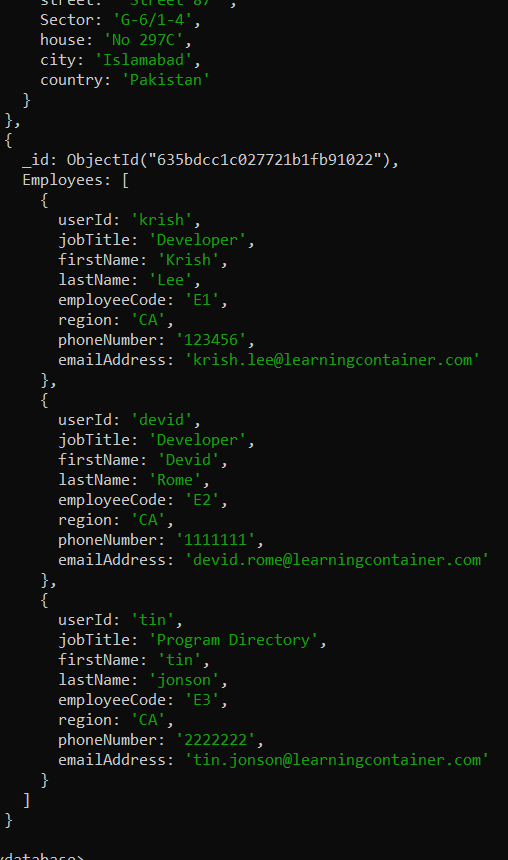 street: ' Street 87 ',
Sector: 'G-6/1-4',
house: 'No 297C',
city: 'Islamabad',
country: 'Pakistan'
}
},
{
_id: ObjectId("635bdcc1c027721b1fb91022"),
Employees: [
{
userId: 'krish',
jobTitle: 'Developer',
firstName: 'Krish',
lastName: 'Lee',
employeeCode: 'E1',
region: 'CA',
phoneNumber: '123456',
emailAddress: 'krish.lee@learningcontainer.com'
},
{
userId: 'devid',
jobTitle: 'Developer',
firstName: 'Devid',
lastName: 'Rome',
employeeCode: 'E2',
region: 'CA',
phoneNumber: '1111111',
emailAddress: 'devid.rome@learningcontainer.com'
},
{
userId: 'tin',
jobTitle: 'Program Directory',
firstName: 'tin',
lastName: 'jonson',
employeeCode: 'E3',
region: 'CA',
phoneNumber: '2222222',
emailAddress: 'tin.jonson@learningcontainer.com'
}
]
}
ydatabase>